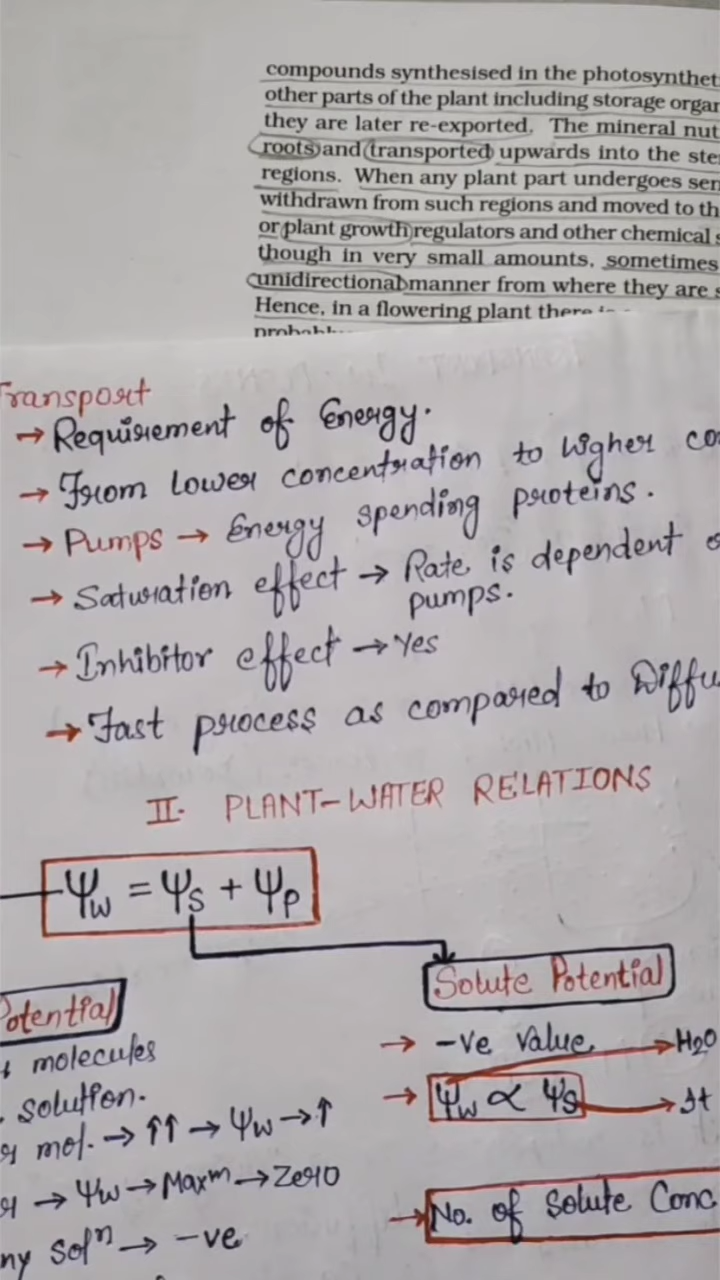 compounds synthesised in the photosynthet
other parts of the plant including storage organ
they are later re-exported. The mineral nut
roots and transported upwards into the ste
regions. When any plant part undergoes sen
withdrawn from such regions and moved to th
or plant growth regulators and other chemical s
though in very small amounts, sometimes
unidirectional manner from where they are s
Hence, in a flowering plant there is
Transport
→ Requirement of Energy.
→ From Lower concentration to Higher co
→ Pumps → Energy spending proteins.
→ Saturation effect → Rate is dependent o
pumps.
→ Inhibitor effect → Yes
→ Fast process as compared to Diffu
II. PLANT-WATER RELATIONS
Ψw = Ψs + Ψp
Potential
Solute Potential
molecules
→ -ve value → H2O
solution.
→ Ψw ∝ Ψs → It
mol. → ↑↑ → Ψw → ↑
→ Ψw → Maxm → Zero
→ No. of Solute Conc
ny soln → -ve